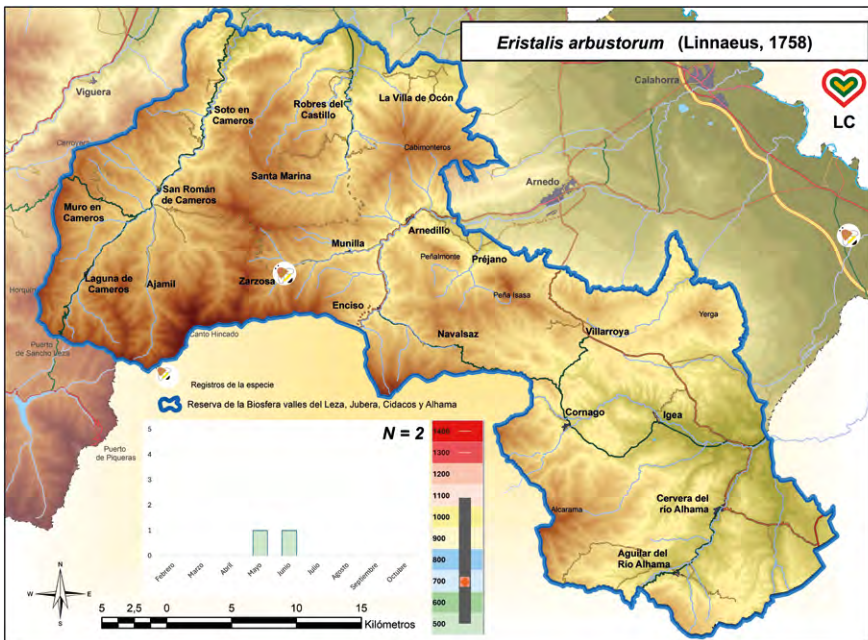 Eristalis arbustorum (Linnaeus, 1758)
LC
Calahorra
Viguera
Soto en
Cameros
Robres del
Castillo
La Villa de Ocón
Cabimonteros
Santa Marina
Arnedo
San Román
de Cameros
Muro en
Cameros
Arnedillo
Munilla
Peñalmonte
Préjano
Laguna de
Cameros
Ajamil
Zarzosa
Enciso
Peña Isasa
Yerga
Navalsaz
Villarroya
Canto Hincado
Puerto
de Sancho Leza
Registros de la especie
Reserva de la Biosfera valles del Leza, Jubera, Cidacos y Alhama
Cornago
Igea
Puerto
de Piqueras
N = 2
5
4
3
2
1
0
Febrero
Marzo
Abril
Mayo
Junio
Julio
Agosto
Septiembre
Octubre
1400
1300
1200
1100
1000
900
800
700
600
500
Alcarama
Cervera del
río Alhama
Aguilar del
Río Alhama
N
W
E
S
5 2,5 0 5 10 15
Kilómetros